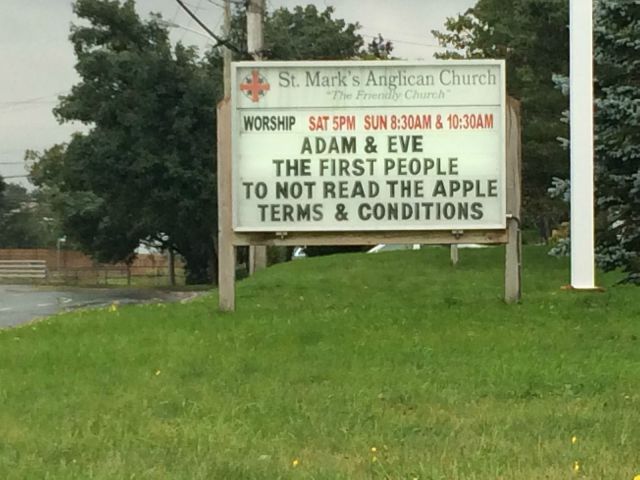 St. Mark's Anglican Church
"The Friendly Church"
WORSHIP SAT 5PM SUN 8:30AM & 10:30AM
ADAM & EVE
THE FIRST PEOPLE
TO NOT READ THE APPLE
TERMS & CONDITIONS